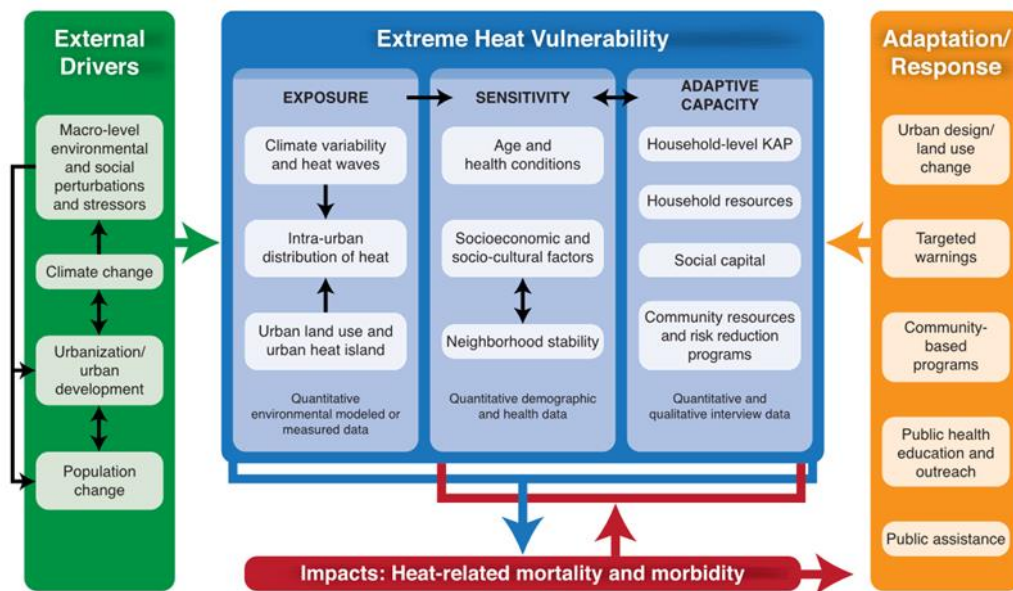 External
Drivers
Macro-level
environmental
and social
perturbations
and stressors
Climate change
Urbanization/
urban
development
Population
change
Extreme Heat Vulnerability
EXPOSURE
Climate variability
and heat waves
Intra-urban
distribution of heat
Urban land use and
urban heat island
Quantitative
environmental modeled or
measured data
SENSITIVITY
Age and
health conditions
Socioeconomic and
socio-cultural factors
Neighborhood stability
Quantitative demographic
and health data
ADAPTIVE
CAPACITY
Household-level KAP
Household resources
Social capital
Community resources
and risk reduction
programs
Quantitative and
qualitative interview data
Impacts: Heat-related mortality and morbidity
Adaptation/
Response
Urban design/
land use
change
Targeted
warnings
Community-
based
programs
Public health
education and
outreach
Public assistance